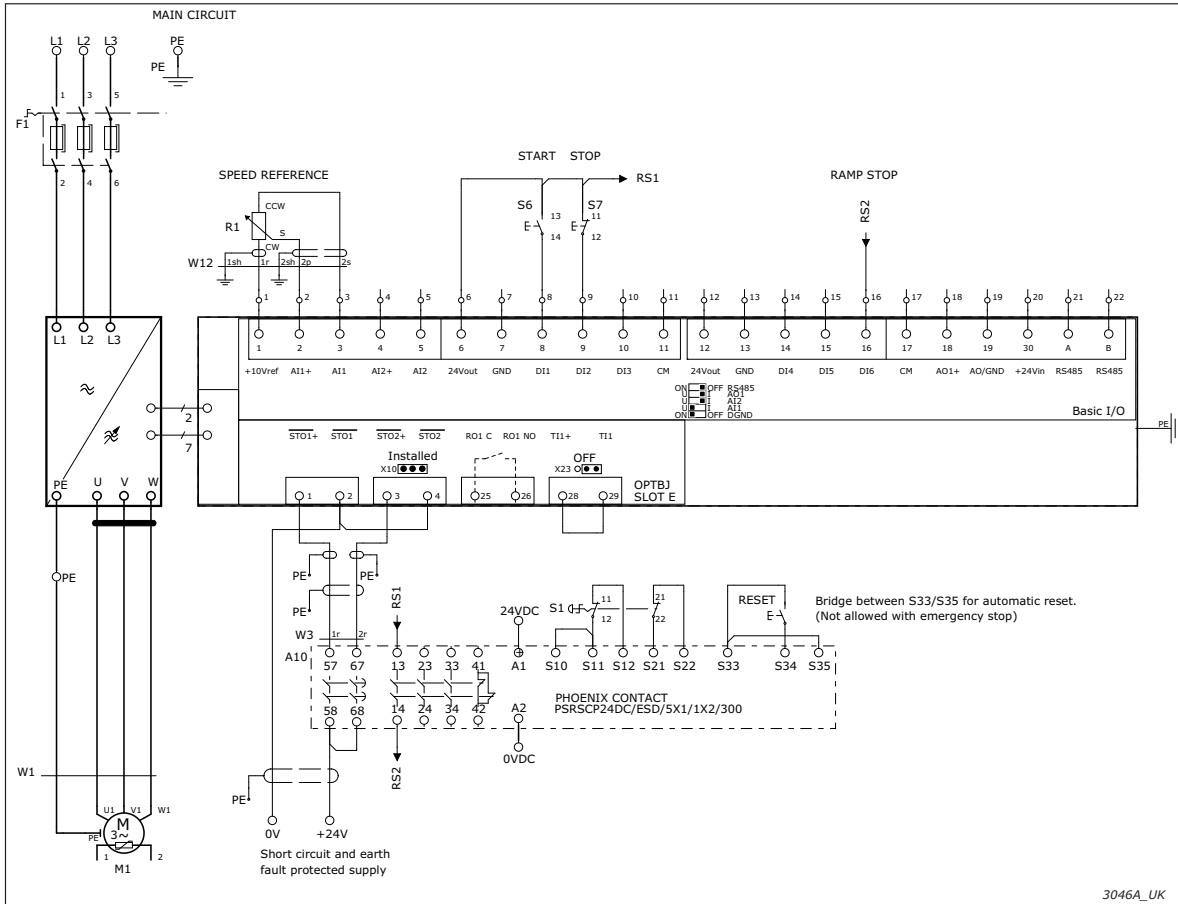 MAIN CIRCUIT
L1 L2 L3 PE
PE
1 3 5
F1
2 4 6
SPEED REFERENCE
START STOP
RS1
RAMP STOP
RS2
CCW
R1
S
CW
S6 13 14
S7 11 12
E
E
W12 1sh 1r 2sh 2p 2s
1 2 3 4 5 6 7 8 9 10 11 12 13 14 15 16 17 18 19 20 21 22
L1 L2 L3
1 2 3 4 5 6 7 8 9 10 11 12 13 14 15 16 17 18 19 30 A B
+10Vref AI1+ AI1 AI2+ AI2 24Vout GND DI1 DI2 DI3 CM 24Vout GND DI4 DI5 DI6 CM AO1+ AO/GND +24Vin RS485 RS485
ON OFF RS485
U I AO1
U I AI2
U I AI1
ON OFF DGND
Basic I/O
2
7
PE
STO1+ STO1 STO2+ STO2 RO1 C RO1 NO TI1+ TI1
Installed
X10
OFF
X23
OPTBJ
SLOT E
1 2 3 4 25 26 28 29
PE U V W
PE
PE PE
PE
RS1
24VDC
S1 11 12
21 22
RESET
E
Bridge between S33/S35 for automatic reset.
(Not allowed with emergency stop)
W3 1r 2r
A10
57 67 13 23 33 41 A1 S10 S11 S12 S21 S22 S33 S34 S35
PHOENIX CONTACT
PSRSCP24DC/ESD/5X1/1X2/300
58 68 14 24 34 42 A2
RS2
0VDC
W1
PE
0V +24V
Short circuit and earth
fault protected supply
U1 V1 W1
M
3~
PE
1 2
M1
3046A_UK